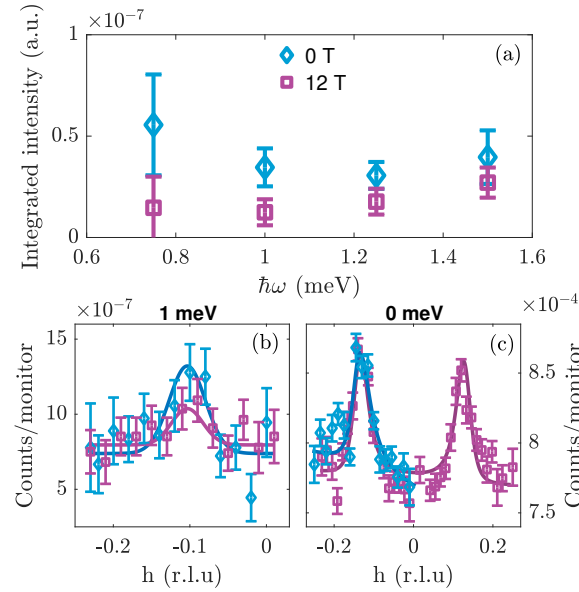 ×10⁻⁷
1
(a)
0 T
12 T
0.5
0
Integrated intensity (a.u.)
0.6 0.8 1 1.2 1.4 1.6
ħω (meV)
×10⁻⁷
1 meV
(b)
15
10
5
Counts/monitor
-0.2 -0.1 0
h (r.l.u)
0 meV
×10⁻⁴
(c)
8.5
8
7.5
Counts/monitor
-0.2 0 0.2
h (r.l.u)